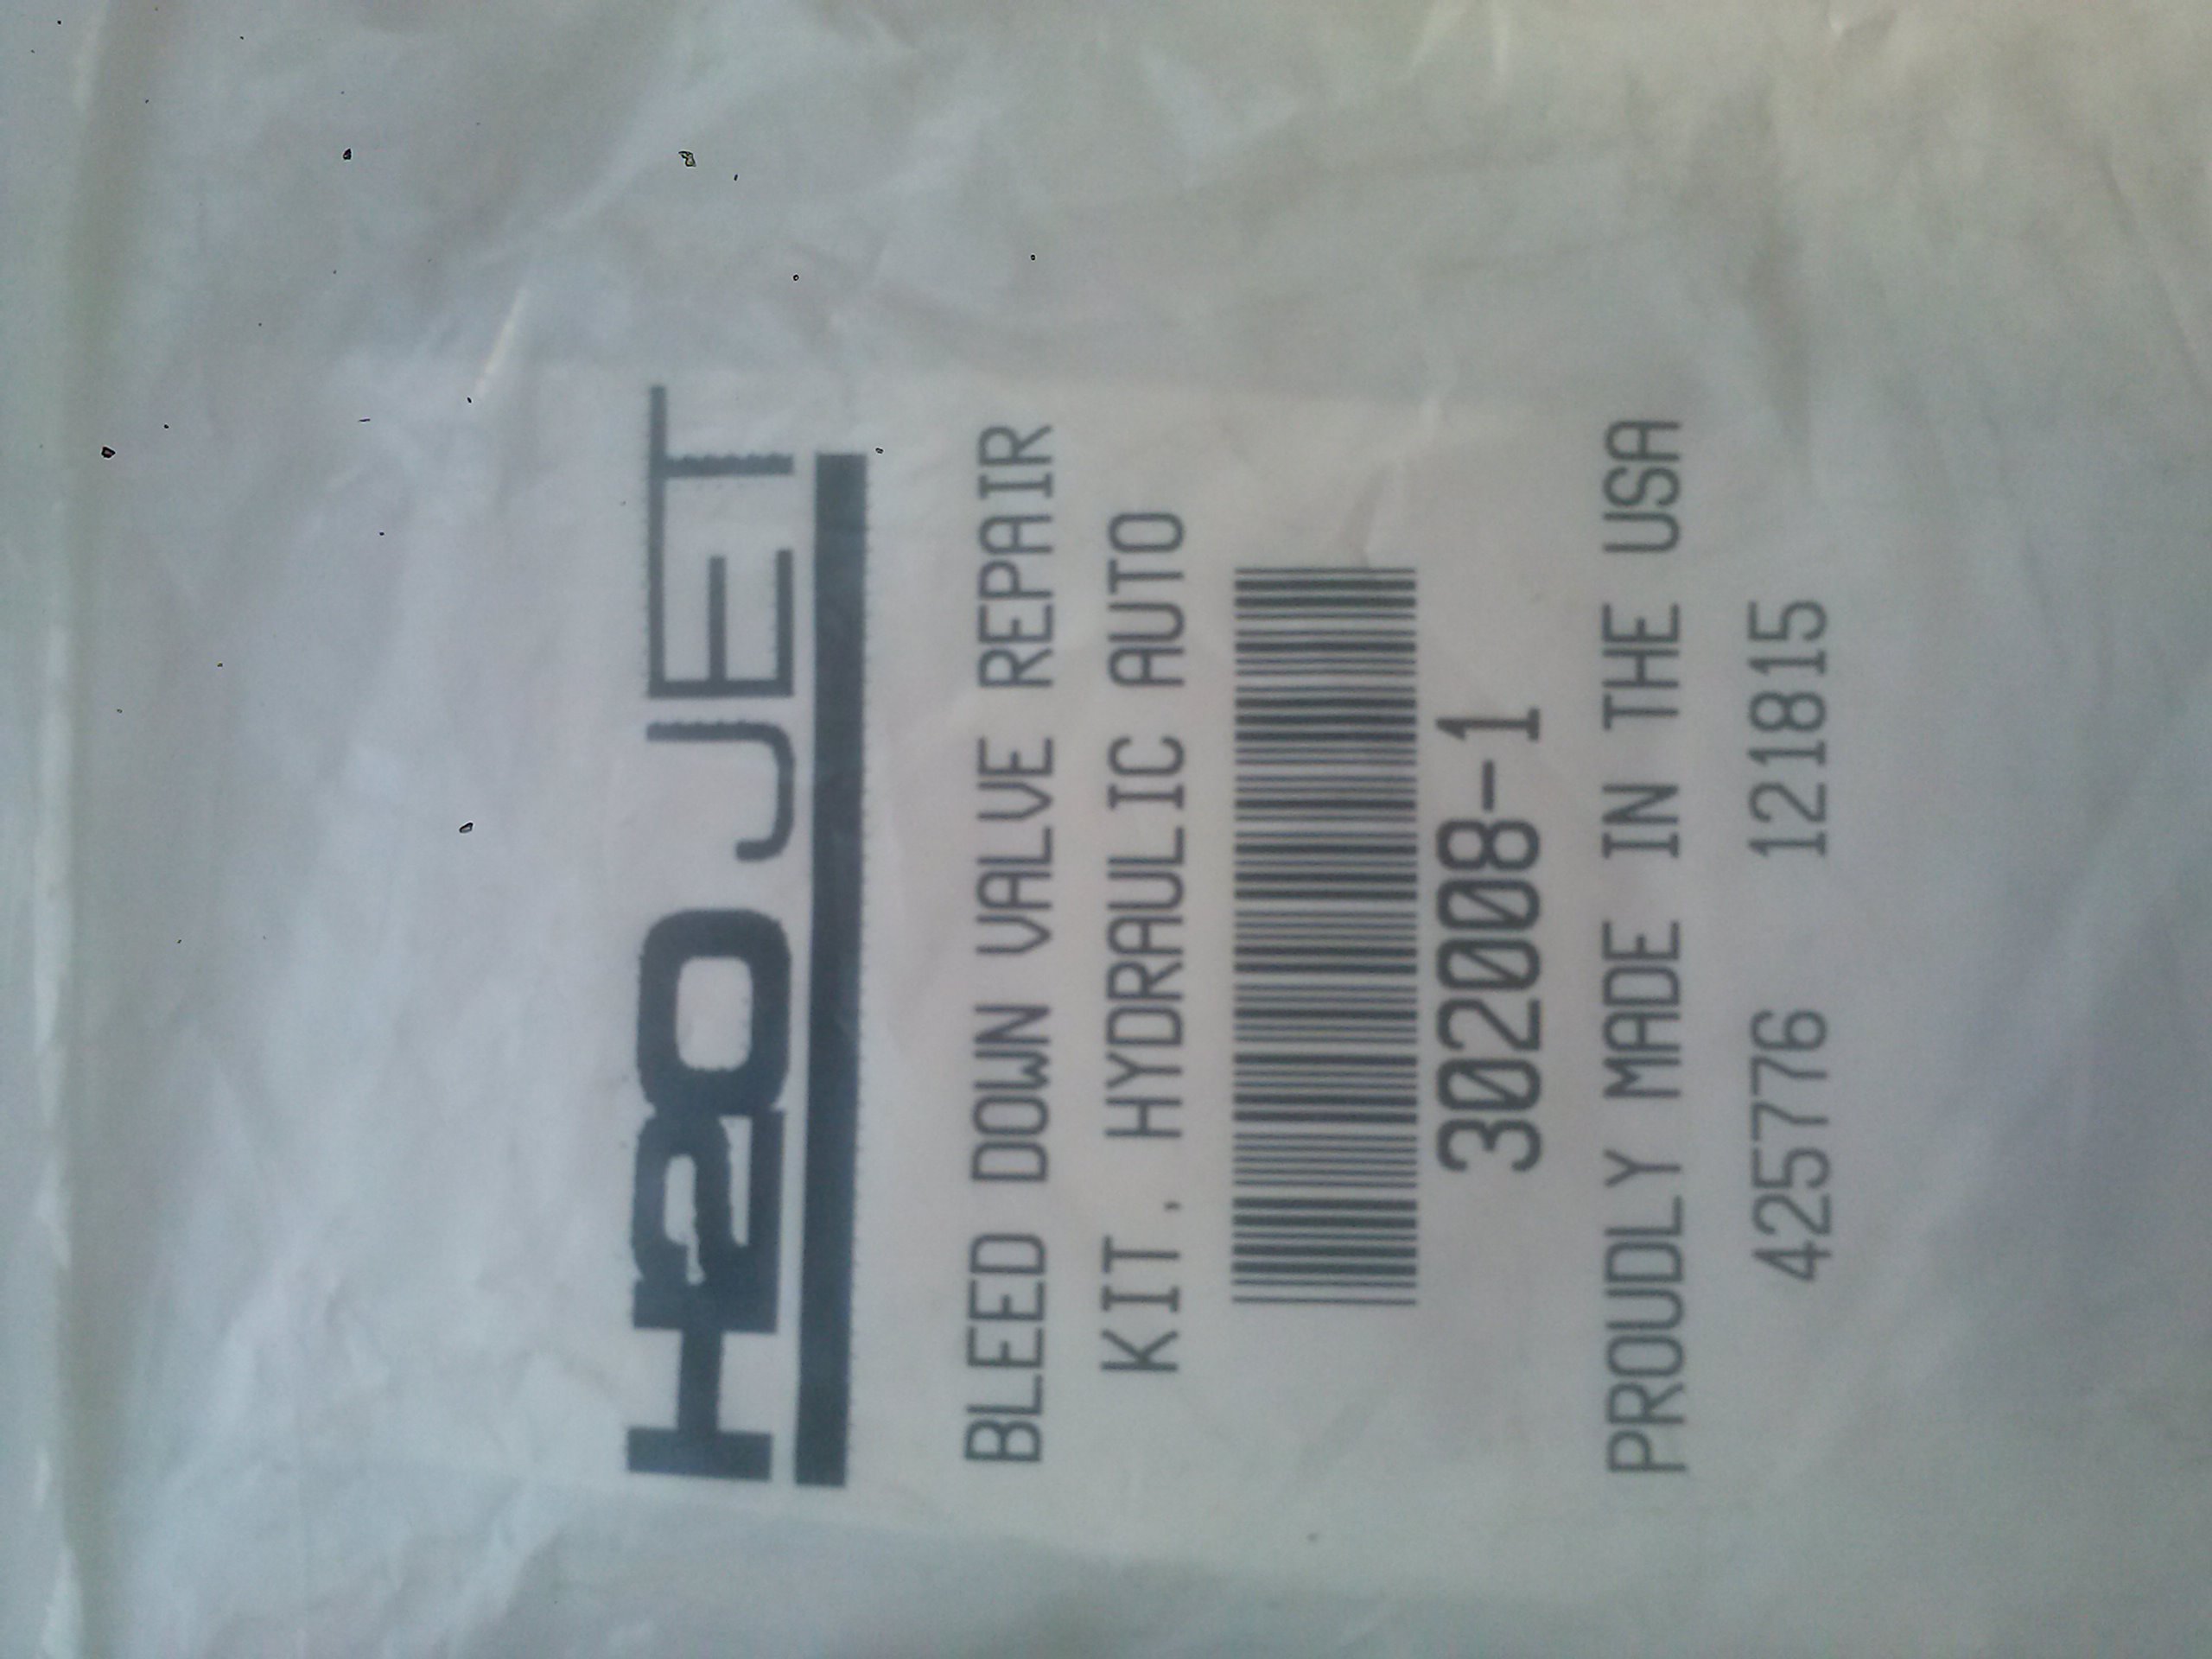 H2O JET
BLEED DOWN VALVE REPAIR
KIT, HYDRAULIC AUTO
302008-1
PROUDLY MADE IN THE USA
425776 121815